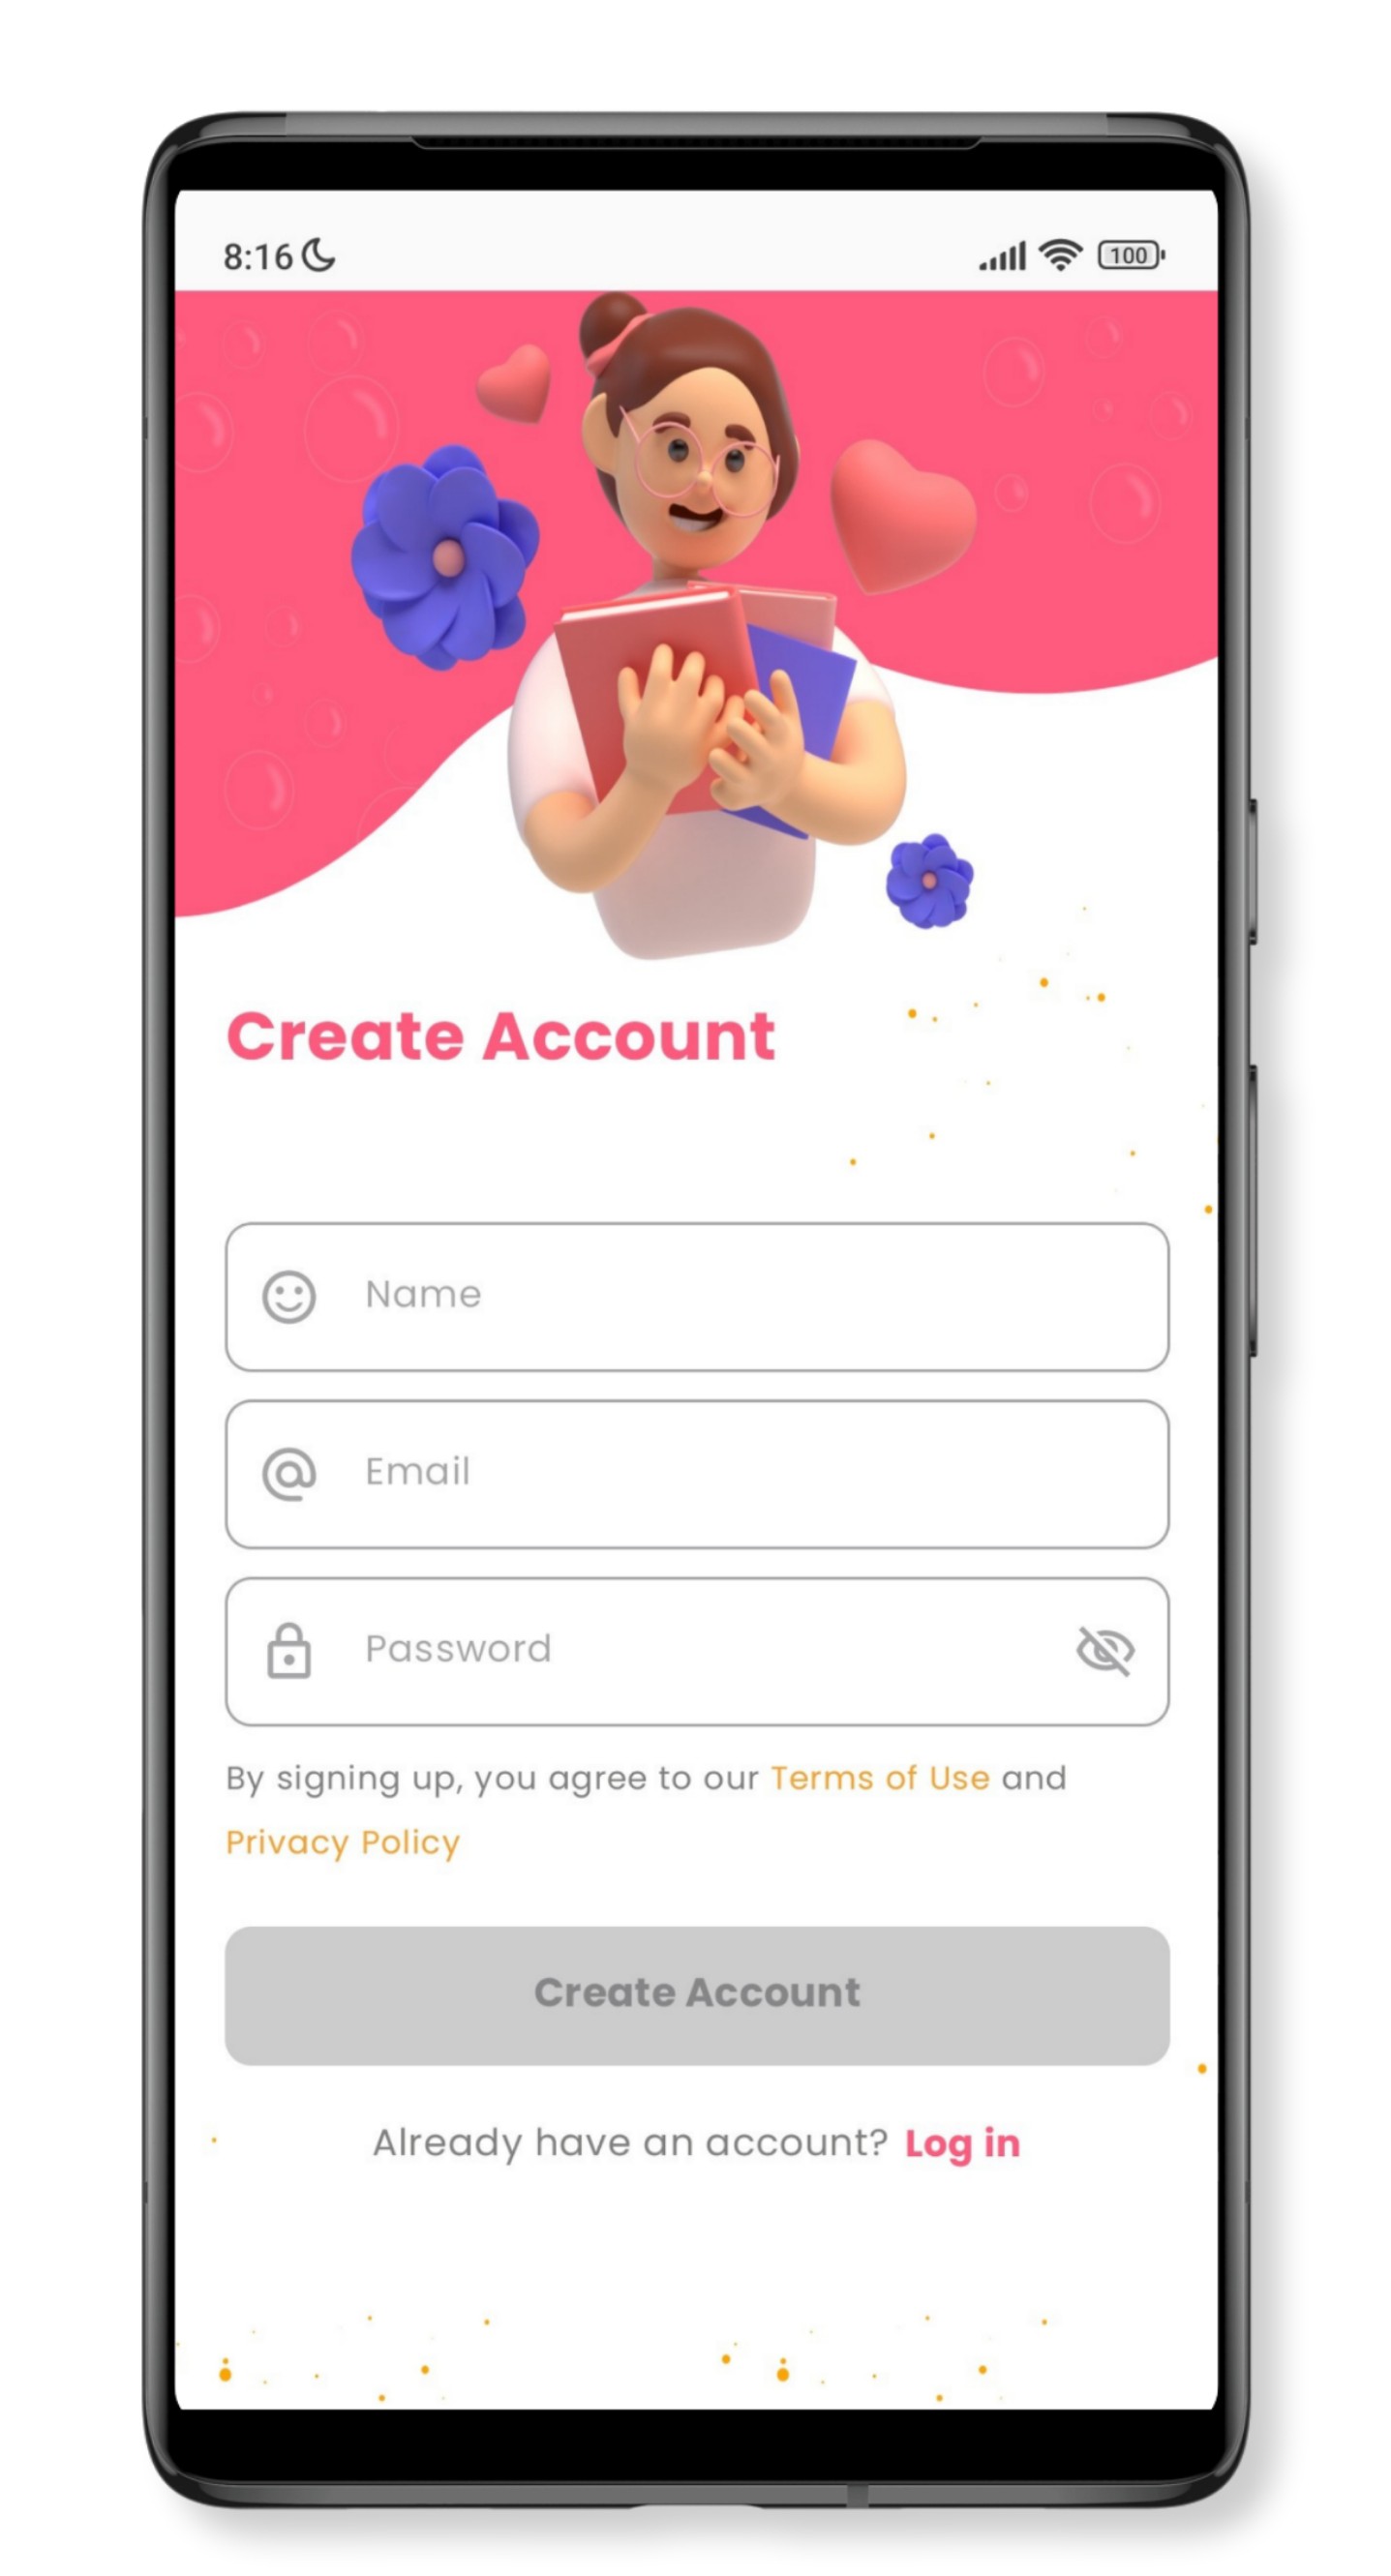 8:16
100
Create Account
Name
Email
Password
By signing up, you agree to our Terms of Use and
Privacy Policy
Create Account
Already have an account? Log in